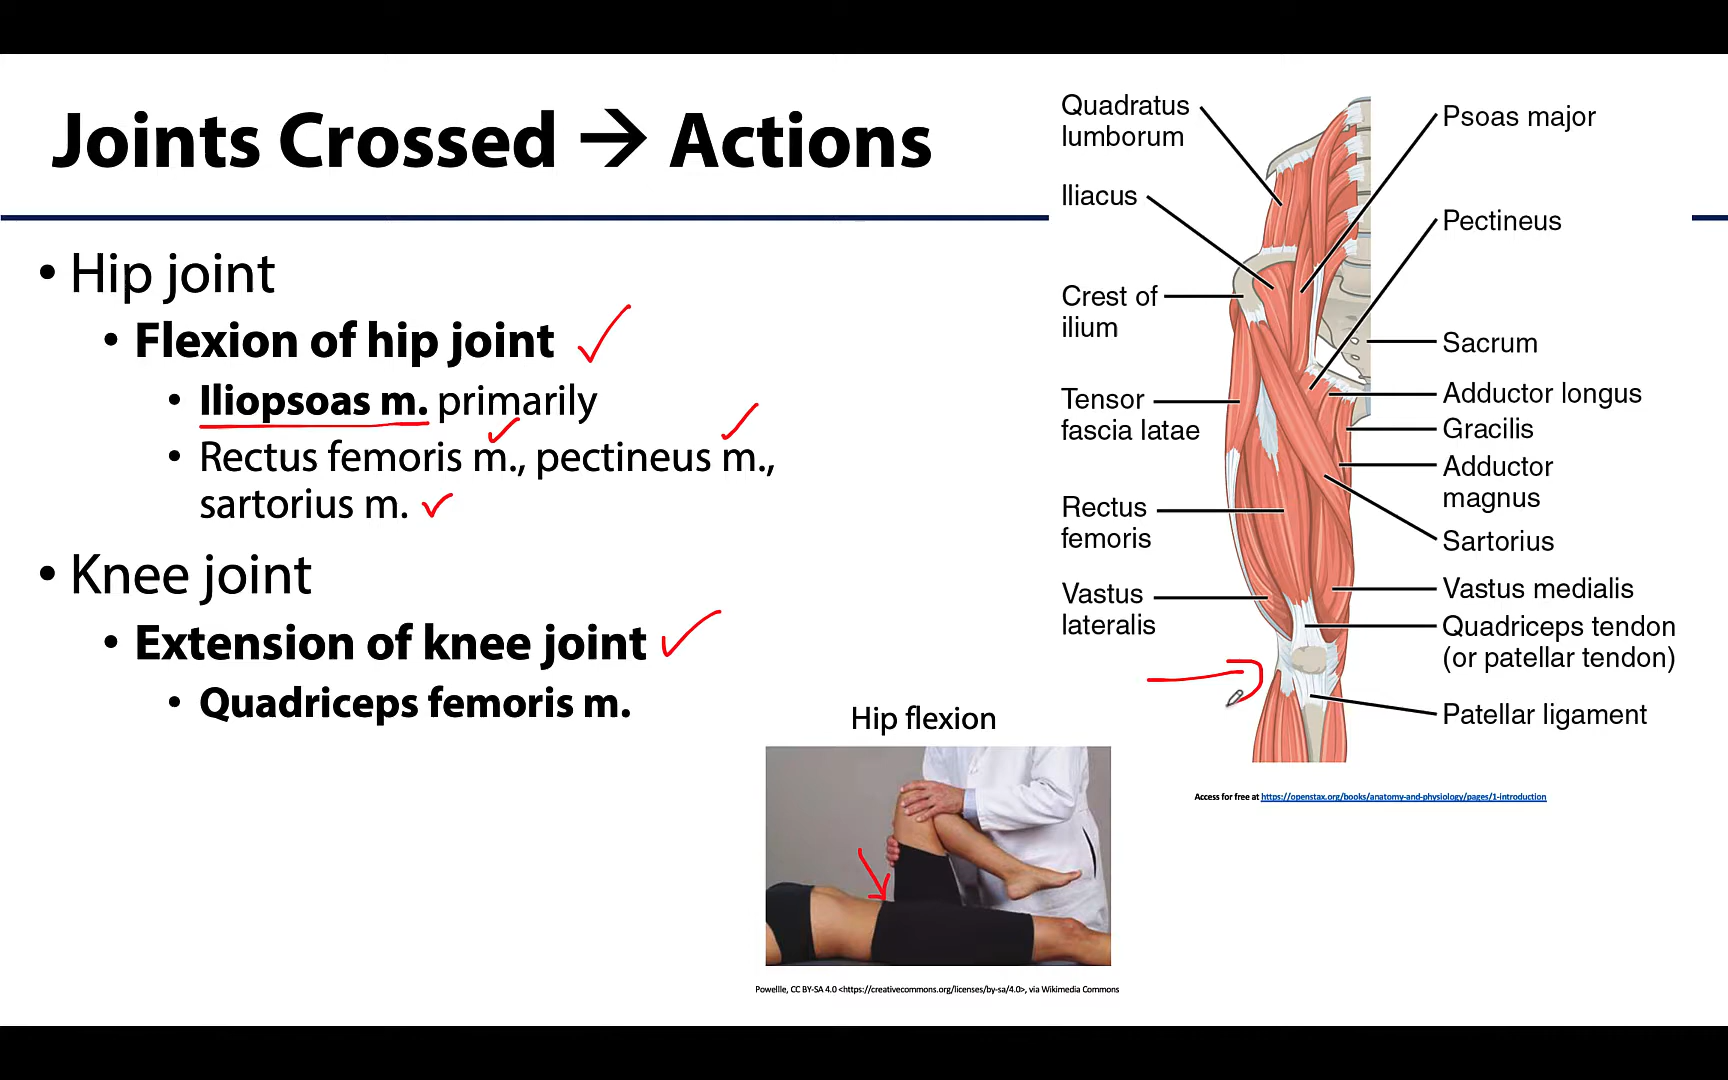 Joints Crossed → Actions
• Hip joint
• Flexion of hip joint
• Iliopsoas m. primarily
• Rectus femoris m., pectineus m.,
sartorius m.
• Knee joint
• Extension of knee joint
• Quadriceps femoris m.
Hip flexion
Powellle, CC BY-SA 4.0 <https://creativecommons.org/licenses/by-sa/4.0>, via Wikimedia Commons
Quadratus
lumborum
Iliacus
Crest of
ilium
Tensor
fascia latae
Rectus
femoris
Vastus
lateralis
Psoas major
Pectineus
Sacrum
Adductor longus
Gracilis
Adductor
magnus
Sartorius
Vastus medialis
Quadriceps tendon
(or patellar tendon)
Patellar ligament
Access for free at https://openstax.org/books/anatomy-and-physiology/pages/1-introduction